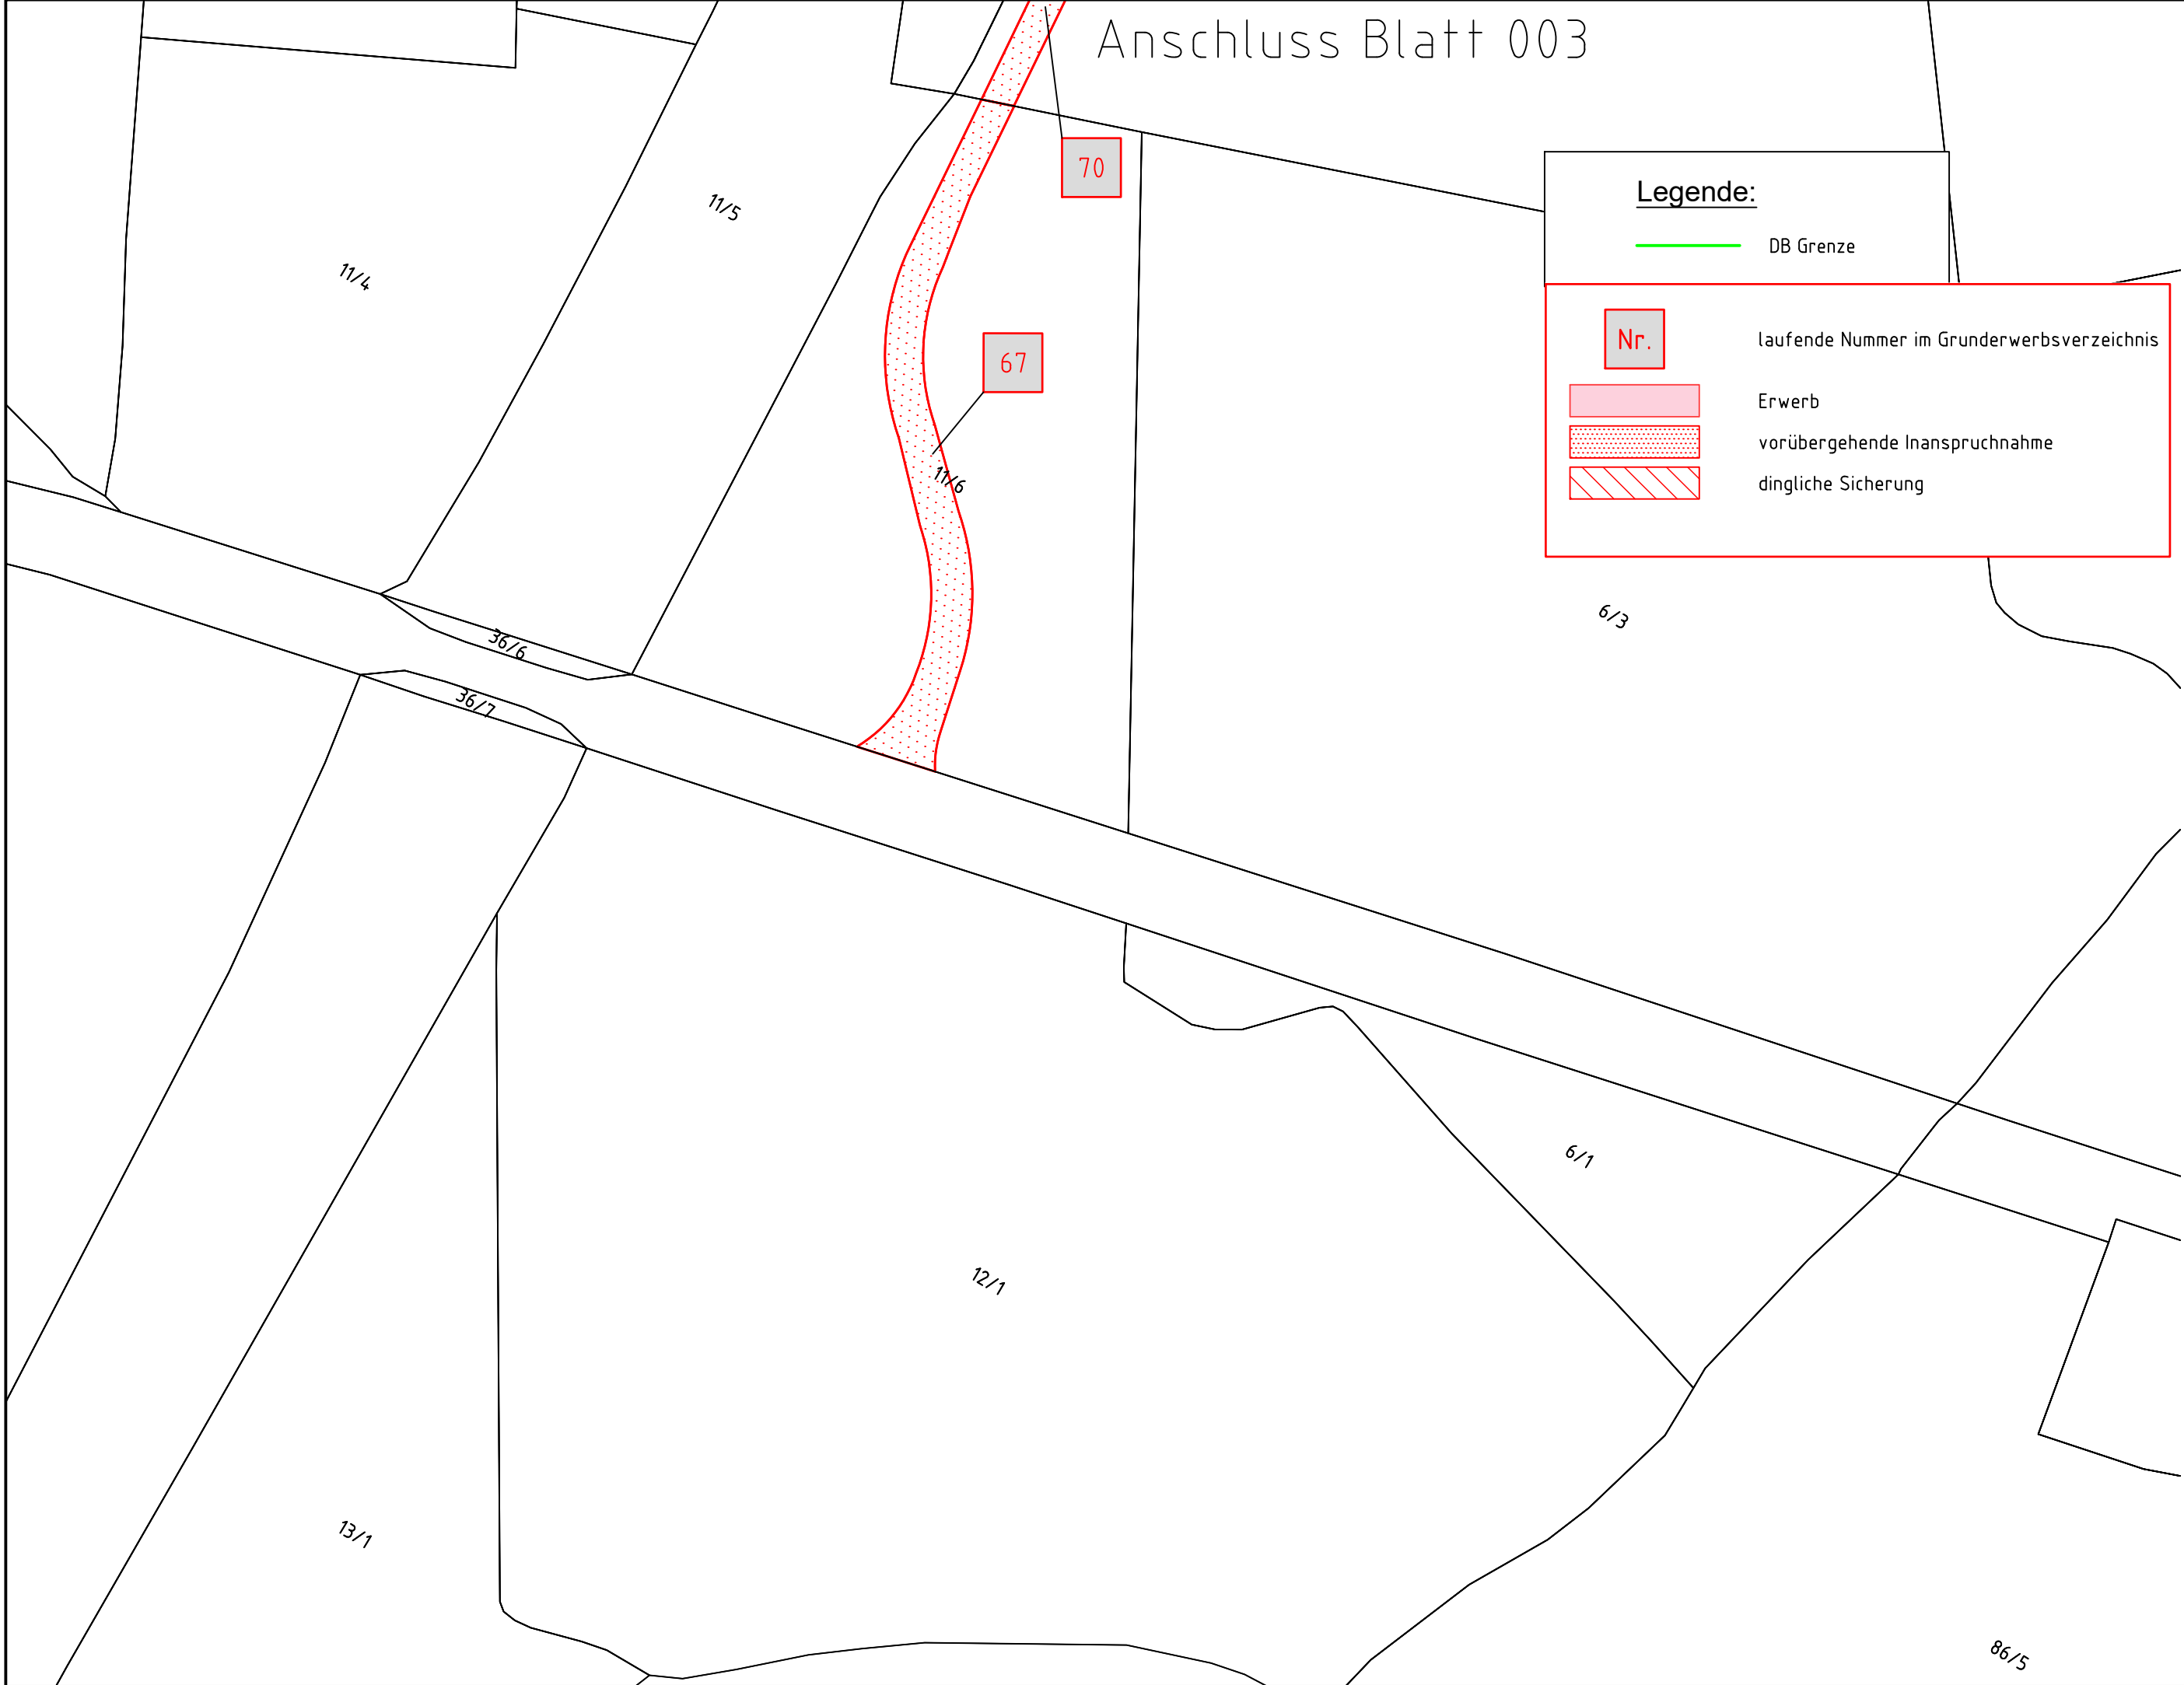 Anschluss Blatt 003
70
Legende:
11/5
DB Grenze
11/4
Nr.
laufende Nummer im Grunderwerbsverzeichnis
67
Erwerb
vorübergehende Inanspruchnahme
11/6
dingliche Sicherung
6/3
36/6
36/7
6/1
12/1
13/1
86/5